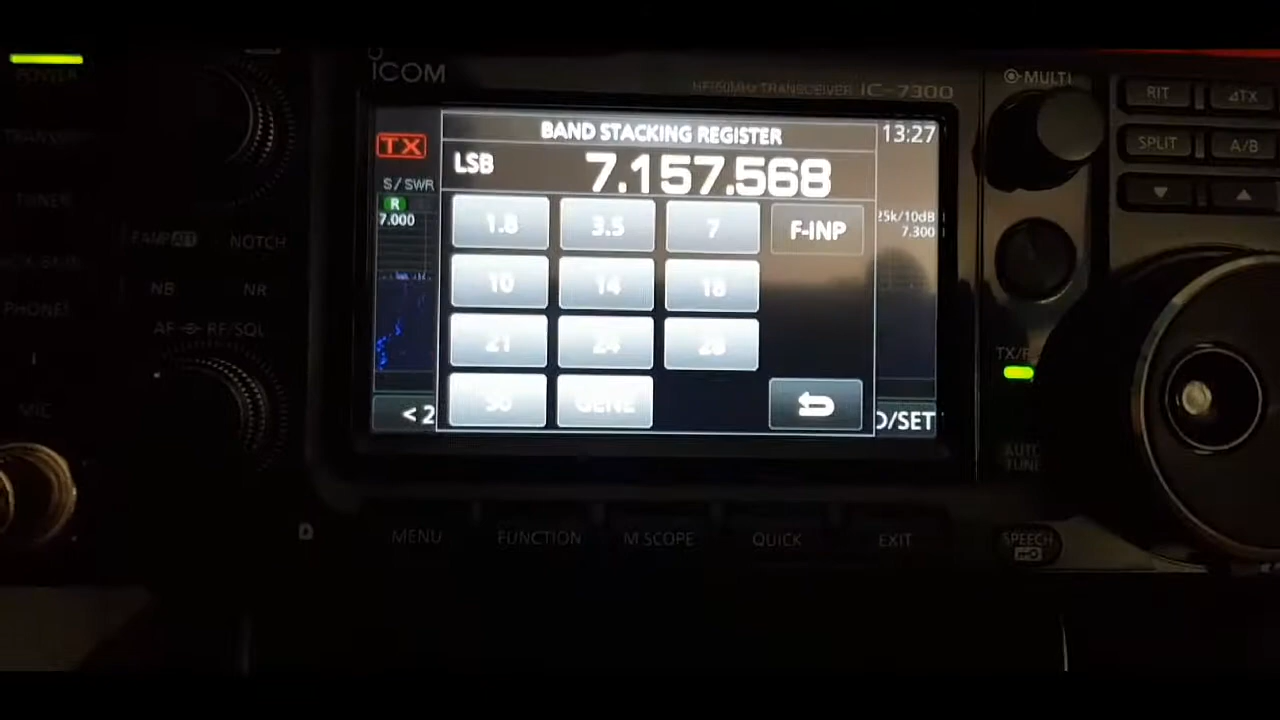 ICOM
HF/50MHz TRANSCEIVER IC-7300
MULTI
RIT
⊿TX
POWER
TX
BAND STACKING REGISTER
13:27
SPLIT
A/B
LSB
7.157.568
S/SWR
R
7.000
25k/10dB
7.300
TUNER
P.AMP ATT
NOTCH
1.8
3.5
7
F-INP
NB
NR
10
14
18
PHONES
AF
RF/SQL
21
24
28
TX/R
MIC
50
GENE
< 2
D/SET
AUTO
TUNE
MENU
FUNCTION
M.SCOPE
QUICK
EXIT
SPEECH